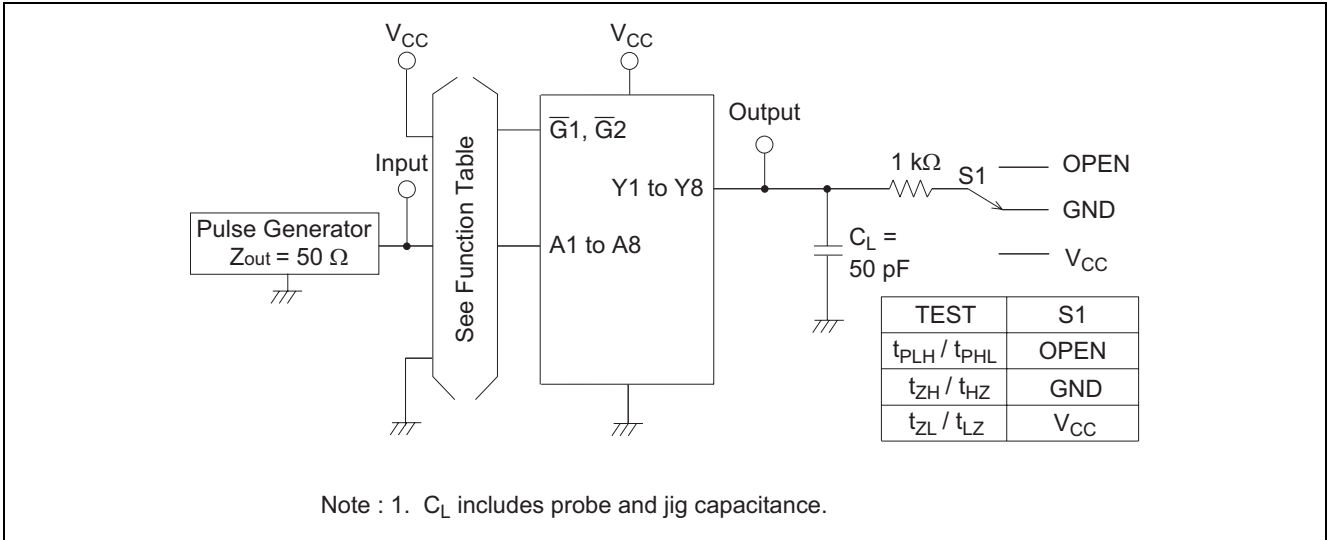 V_CC
V_CC
Output
Input
See Function Table
G̅1, G̅2
Y1 to Y8
A1 to A8
Pulse Generator
Zout = 50 Ω
1 kΩ
S1
OPEN
GND
V_CC
C_L =
50 pF
TEST S1
t_PLH / t_PHL OPEN
t_ZH / t_HZ GND
t_ZL / t_LZ V_CC
Note : 1. C_L includes probe and jig capacitance.